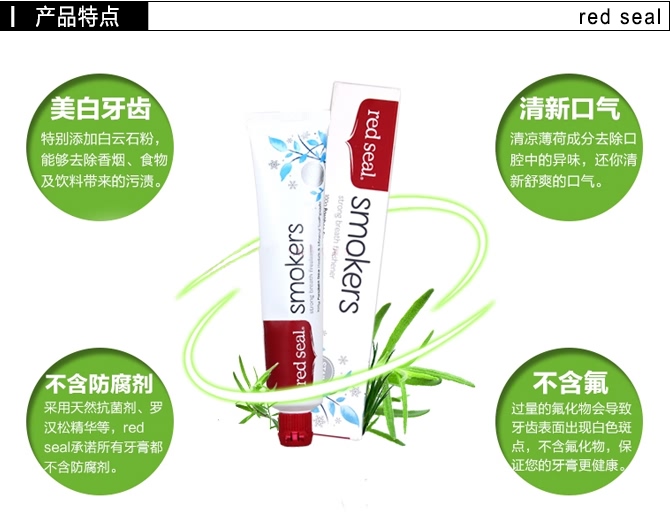 产品特点
red seal
美白牙齿
特别添加白云石粉，
能够去除香烟、食物
及饮料带来的污渍。
清新口气
清凉薄荷成分去除口
腔中的异味，还你清
新舒爽的口气。
red seal
smokers
strong breath freshener
smokers
strong breath freshener
red seal
不含防腐剂
采用天然抗菌剂、罗
汉松精华等，red
seal承诺所有牙膏都
不含防腐剂。
不含氟
过量的氟化物会导致
牙齿表面出现白色斑
点，不含氟化物，保
证您的牙膏更健康。